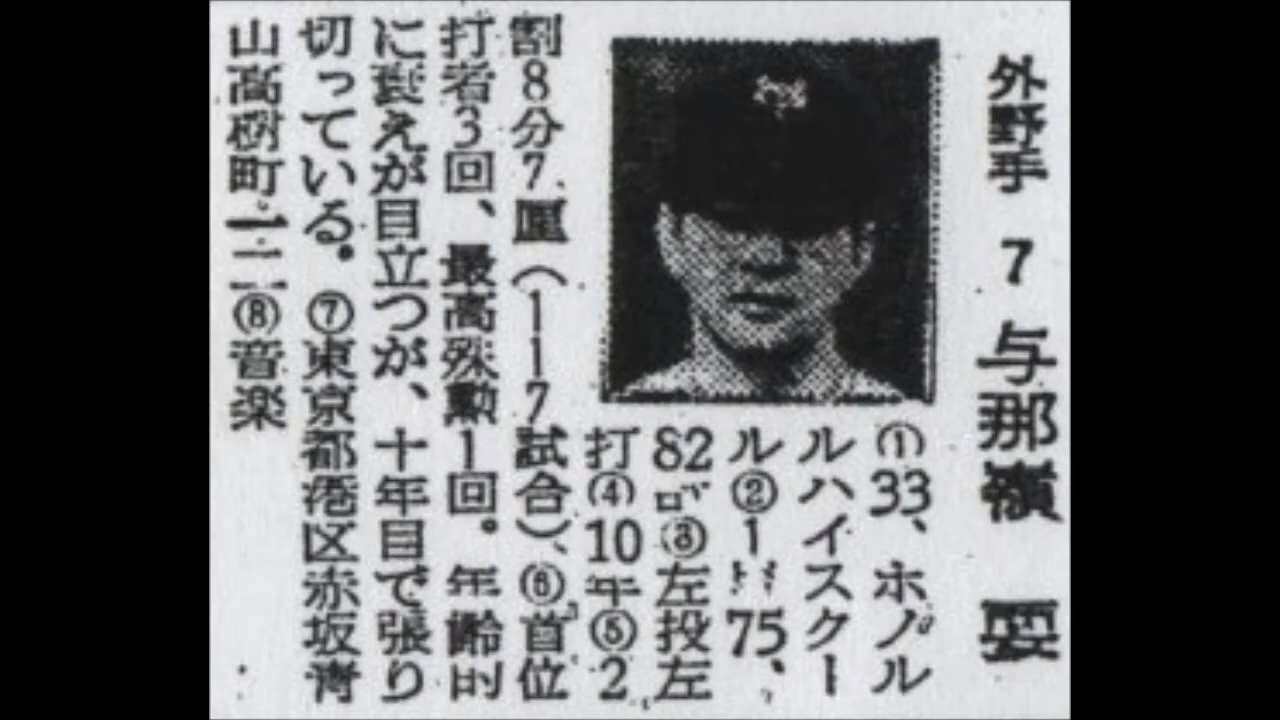 外野手 7 与那嶺 要
①33、ホノル
ルハイスクー
ル②1㍍75、
82㌔③左投左
打④10年⑤2
割8分7厘(117試合)、⑥首位
打者3回、最高殊勲1回。年齢的
に衰えが目立つが、十年目で張り
切っている。⑦東京都港区赤坂青
山高樹町一二⑧音楽